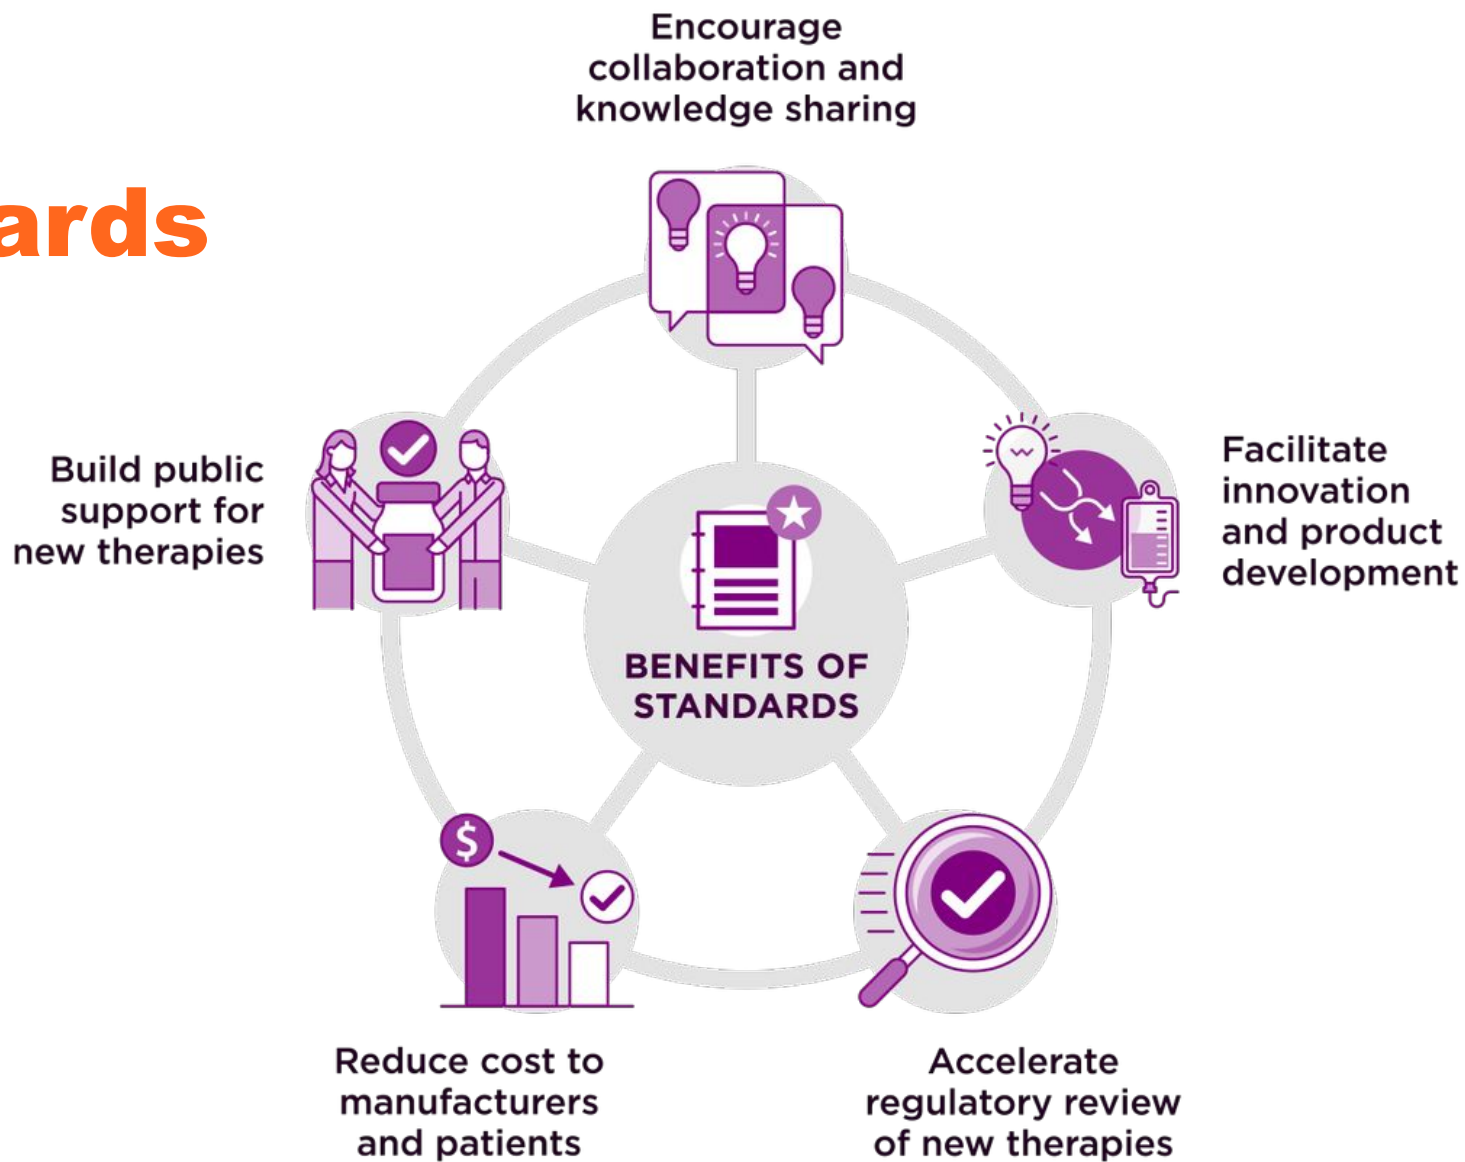 Encourage
collaboration and
knowledge sharing
ards
Facilitate
innovation
and product
development
Build public
support for
new therapies
BENEFITS OF
STANDARDS
$
Reduce cost to
manufacturers
and patients
Accelerate
regulatory review
of new therapies